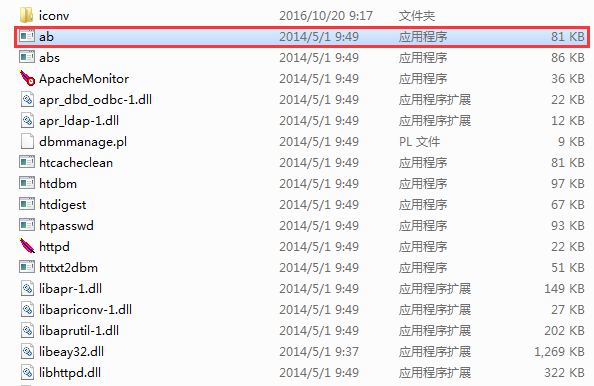 iconv 2016/10/20 9:17 文件夹
ab 2014/5/1 9:49 应用程序 81 KB
abs 2014/5/1 9:49 应用程序 86 KB
ApacheMonitor 2014/5/1 9:49 应用程序 36 KB
apr_dbd_odbc-1.dll 2014/5/1 9:49 应用程序扩展 22 KB
apr_ldap-1.dll 2014/5/1 9:49 应用程序扩展 12 KB
dbmmanage.pl 2014/5/1 9:49 PL 文件 9 KB
htcacheclean 2014/5/1 9:49 应用程序 81 KB
htdbm 2014/5/1 9:49 应用程序 97 KB
htdigest 2014/5/1 9:49 应用程序 67 KB
htpasswd 2014/5/1 9:49 应用程序 93 KB
httpd 2014/5/1 9:49 应用程序 22 KB
httxt2dbm 2014/5/1 9:49 应用程序 51 KB
libapr-1.dll 2014/5/1 9:49 应用程序扩展 149 KB
libapriconv-1.dll 2014/5/1 9:49 应用程序扩展 27 KB
libaprutil-1.dll 2014/5/1 9:49 应用程序扩展 202 KB
libeay32.dll 2014/5/1 9:37 应用程序扩展 1,269 KB
libhttpd.dll 2014/5/1 9:49 应用程序扩展 322 KB